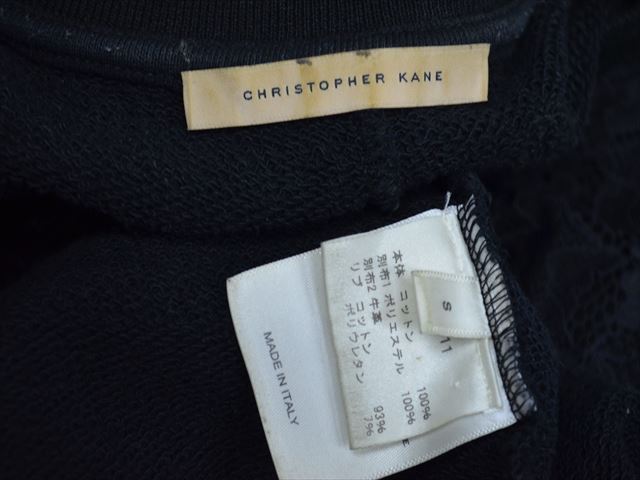 CHRISTOPHER KANE
S
11
本体 コットン 100%
別布1 ポリエステル 100%
別布2 牛革
リブ コットン 93%
ポリウレタン 7%
MADE IN ITALY